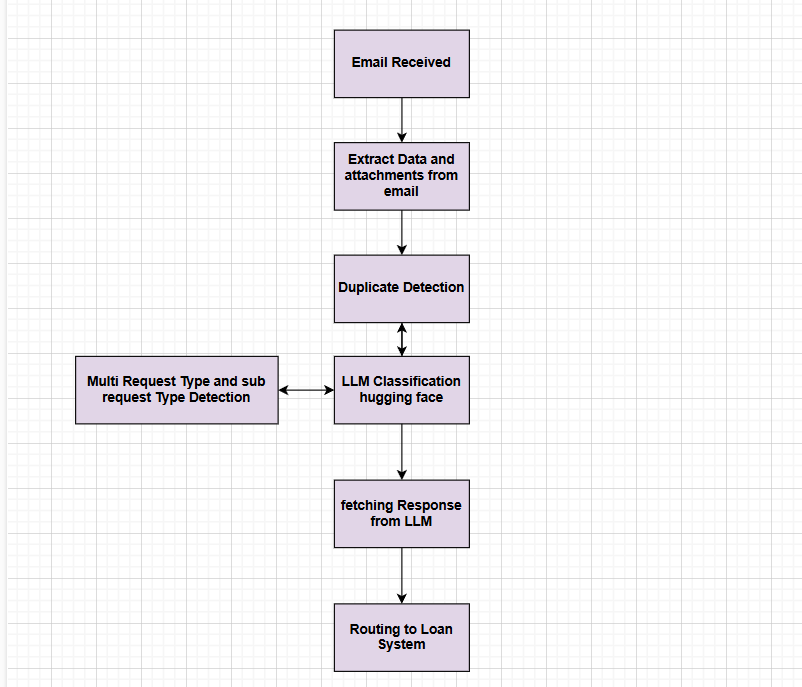 Email Received
Extract Data and
attachments from
email
Duplicate Detection
Multi Request Type and sub
request Type Detection
LLM Classification
hugging face
fetching Response
from LLM
Routing to Loan
System